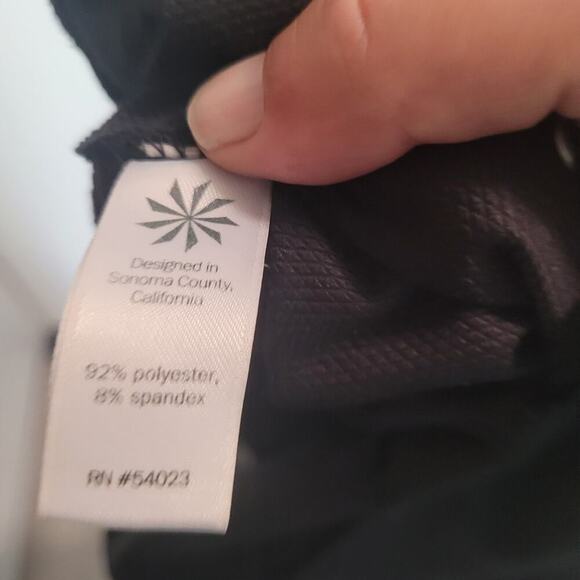 Designed in
Sonoma County,
California
92% polyester,
8% spandex
RN #54023